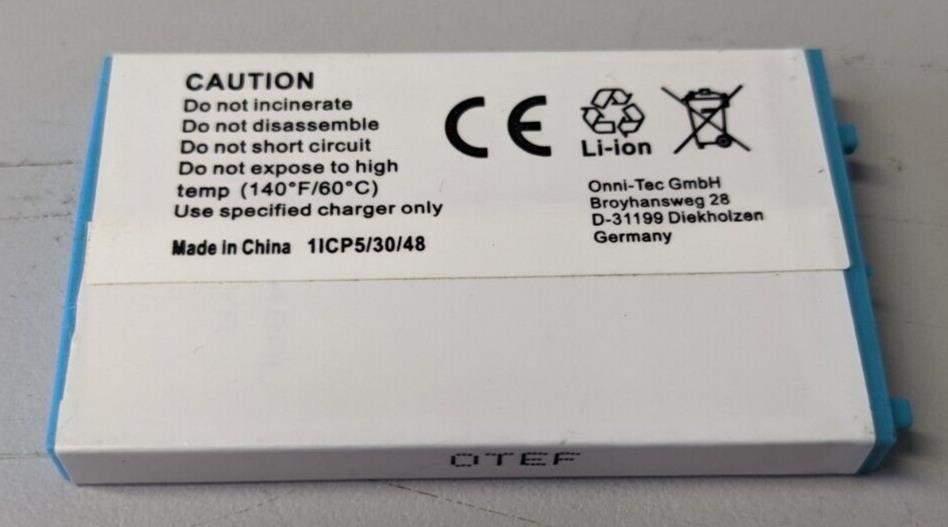 CAUTION
Do not incinerate
Do not disassemble
Do not short circuit
Do not expose to high
temp (140°F/60°C)
Use specified charger only
Made in China 1ICP5/30/48
CE
Li-ion
Onni-Tec GmbH
Broyhansweg 28
D-31199 Diekholzen
Germany
OTEF